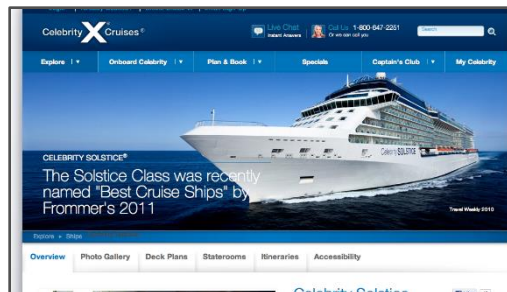 Celebrity X Cruises®
Live Chat
Instant Answers
Call Us 1-800-647-2251
Or we can call you
Search
Explore
Onboard Celebrity
Plan & Book
Specials
Captain's Club
My Celebrity
Celebrity SOLSTICE
CELEBRITY SOLSTICE®
The Solstice Class was recently
named "Best Cruise Ships" by
Frommer's 2011
Travel Weekly 2010
Explore » Ships
Overview
Photo Gallery
Deck Plans
Staterooms
Itineraries
Accessibility
Celebrity Solstice